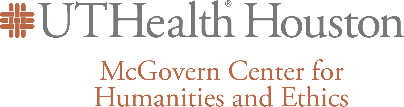 UTHealth® Houston
McGovern Center for
Humanities and Ethics